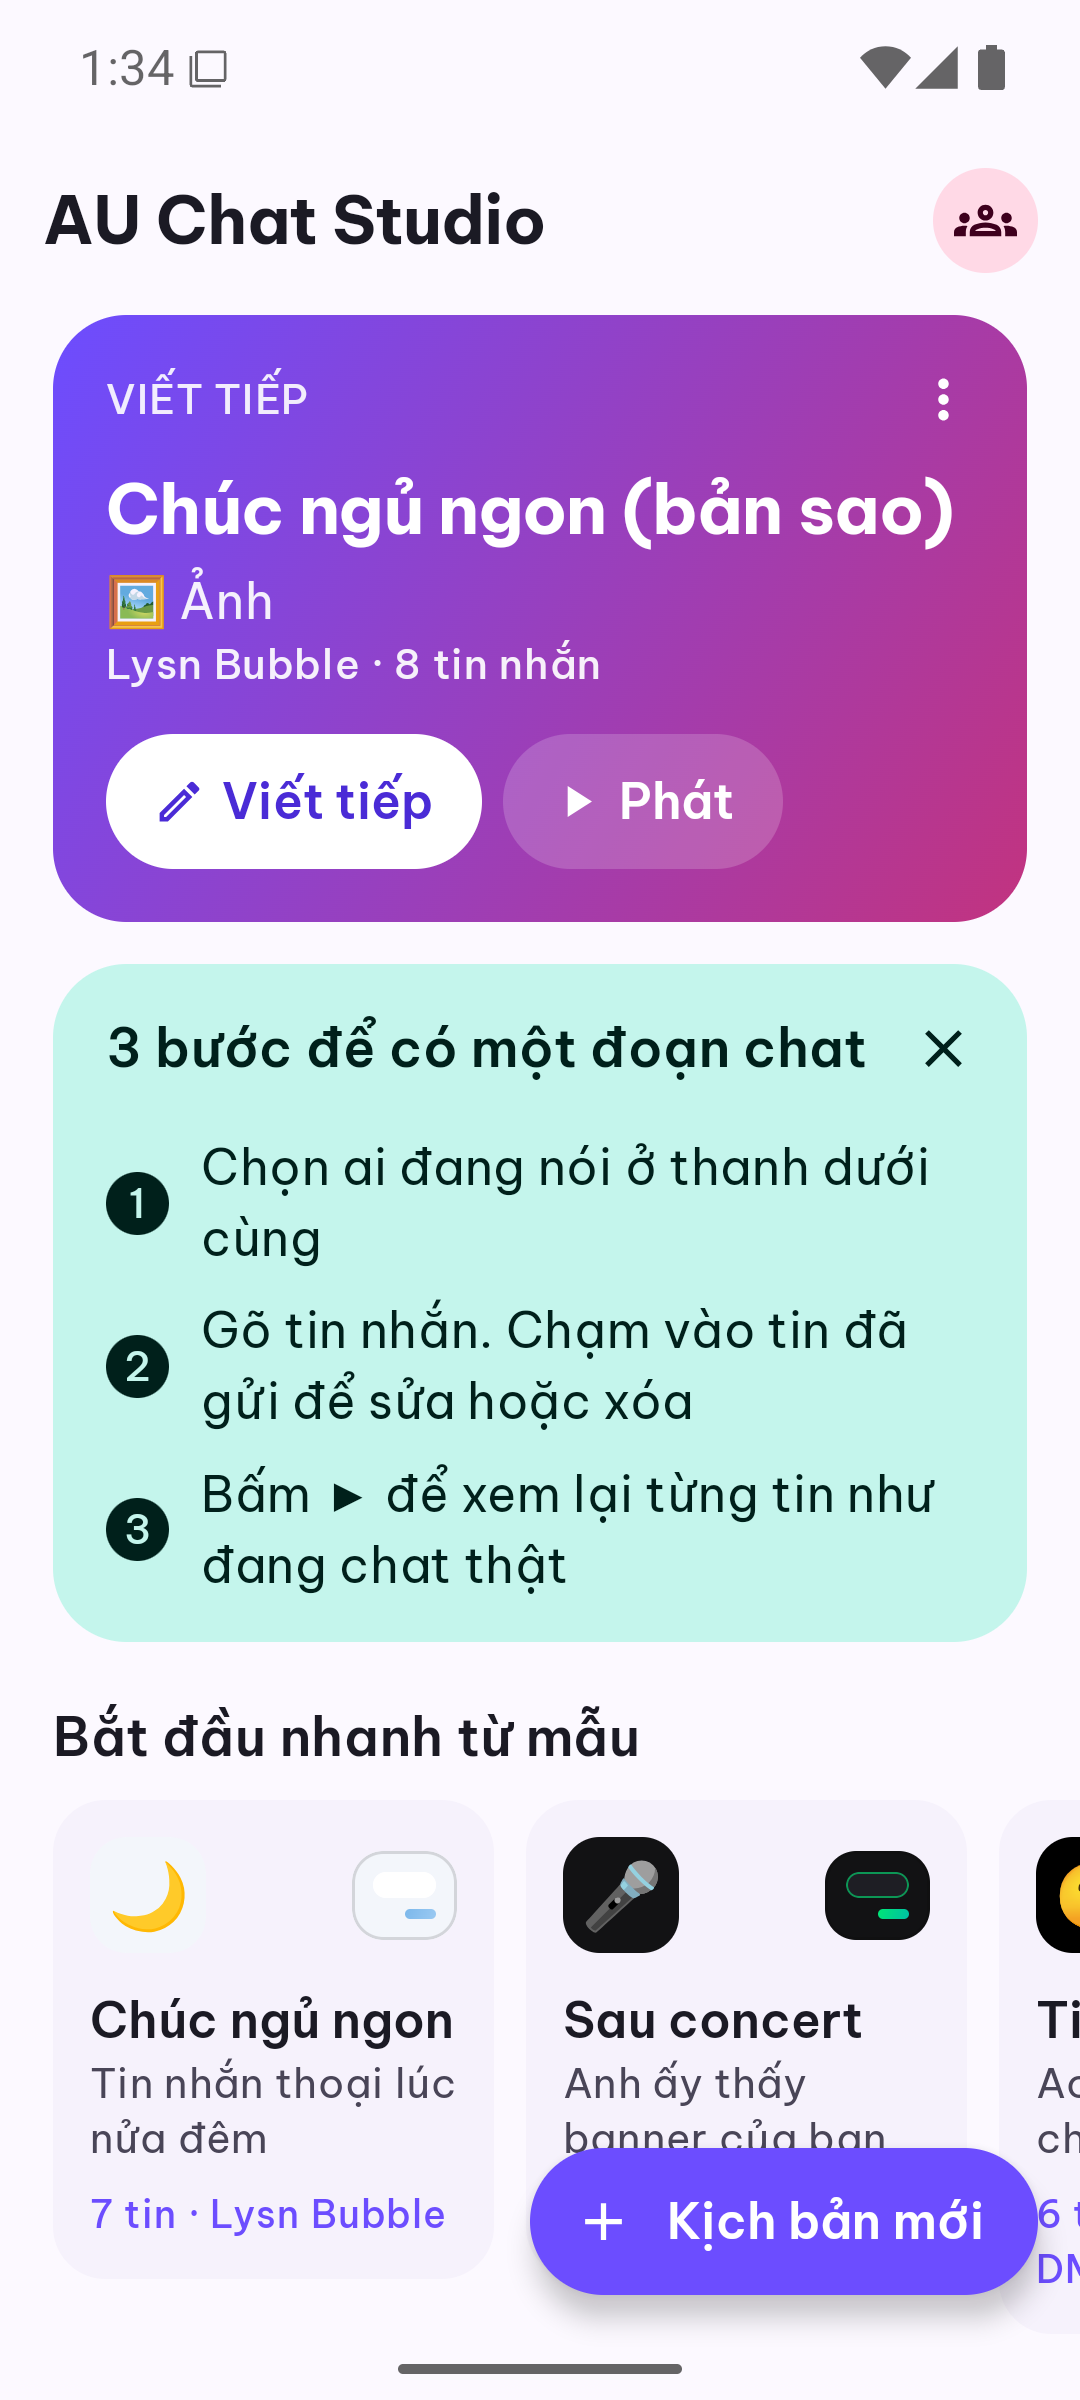 1:34
AU Chat Studio
VIẾT TIẾP
Chúc ngủ ngon (bản sao)
🖼️ Ảnh
Lysn Bubble · 8 tin nhắn
Viết tiếp
Phát
3 bước để có một đoạn chat
1
Chọn ai đang nói ở thanh dưới
cùng
2
Gõ tin nhắn. Chạm vào tin đã
gửi để sửa hoặc xóa
3
Bấm ► để xem lại từng tin như
đang chat thật
Bắt đầu nhanh từ mẫu
Chúc ngủ ngon
Tin nhắn thoại lúc
nửa đêm
7 tin · Lysn Bubble
Sau concert
Anh ấy thấy
banner của bạn
Kịch bản mới